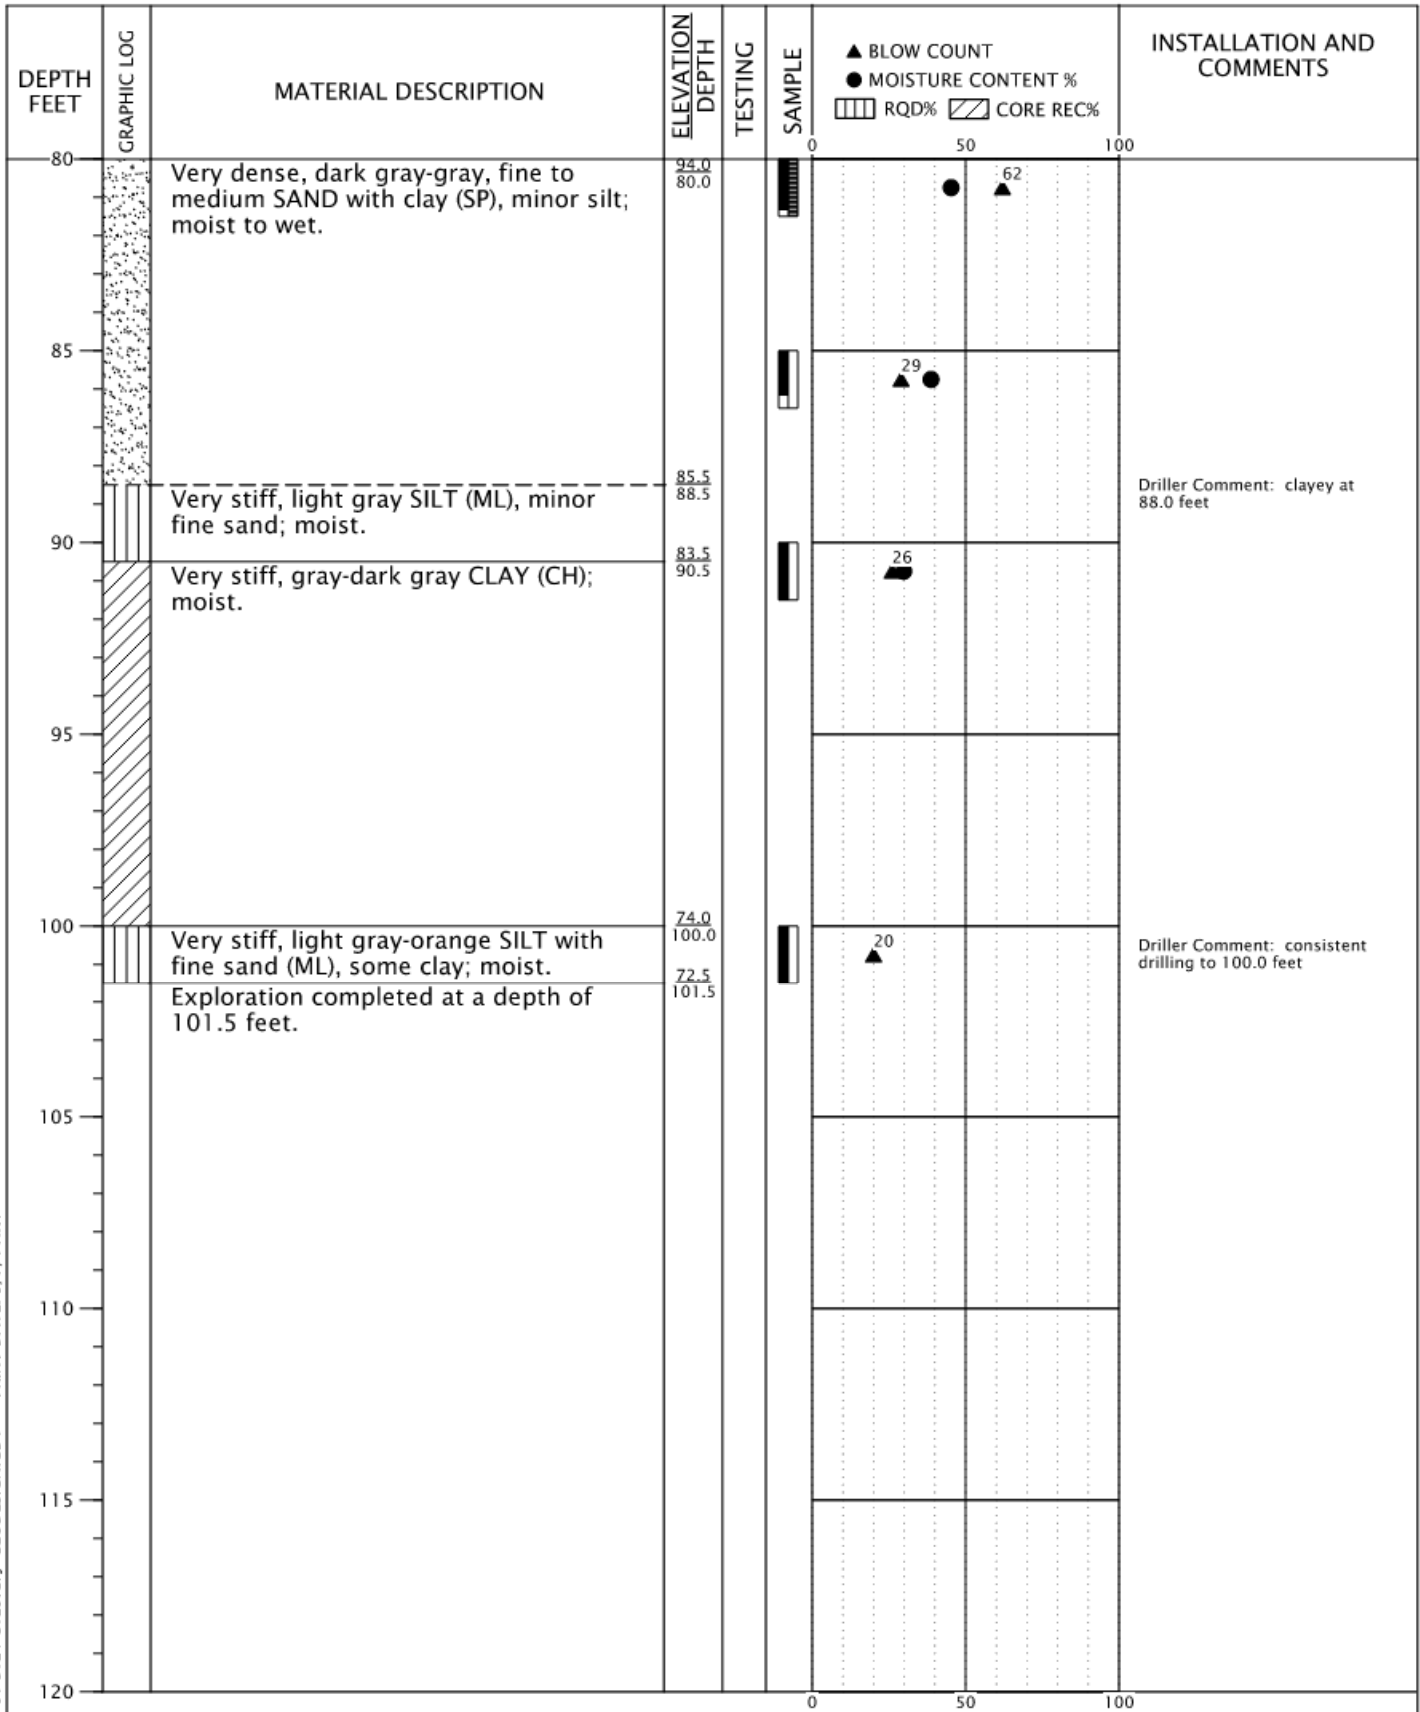 DEPTH
FEET
GRAPHIC LOG
MATERIAL DESCRIPTION
ELEVATION
DEPTH
TESTING
SAMPLE
▲ BLOW COUNT
● MOISTURE CONTENT %
RQD% CORE REC%
0 50 100
INSTALLATION AND
COMMENTS
80
Very dense, dark gray-gray, fine to
medium SAND with clay (SP), minor silt;
moist to wet.
94.0
80.0
62
85
29
85.5
88.5
Very stiff, light gray SILT (ML), minor
fine sand; moist.
Driller Comment: clayey at
88.0 feet
90
83.5
90.5
26
Very stiff, gray-dark gray CLAY (CH);
moist.
95
100
74.0
100.0
Very stiff, light gray-orange SILT with
fine sand (ML), some clay; moist.
20
Driller Comment: consistent
drilling to 100.0 feet
72.5
101.5
Exploration completed at a depth of
101.5 feet.
105
110
115
120
0 50 100